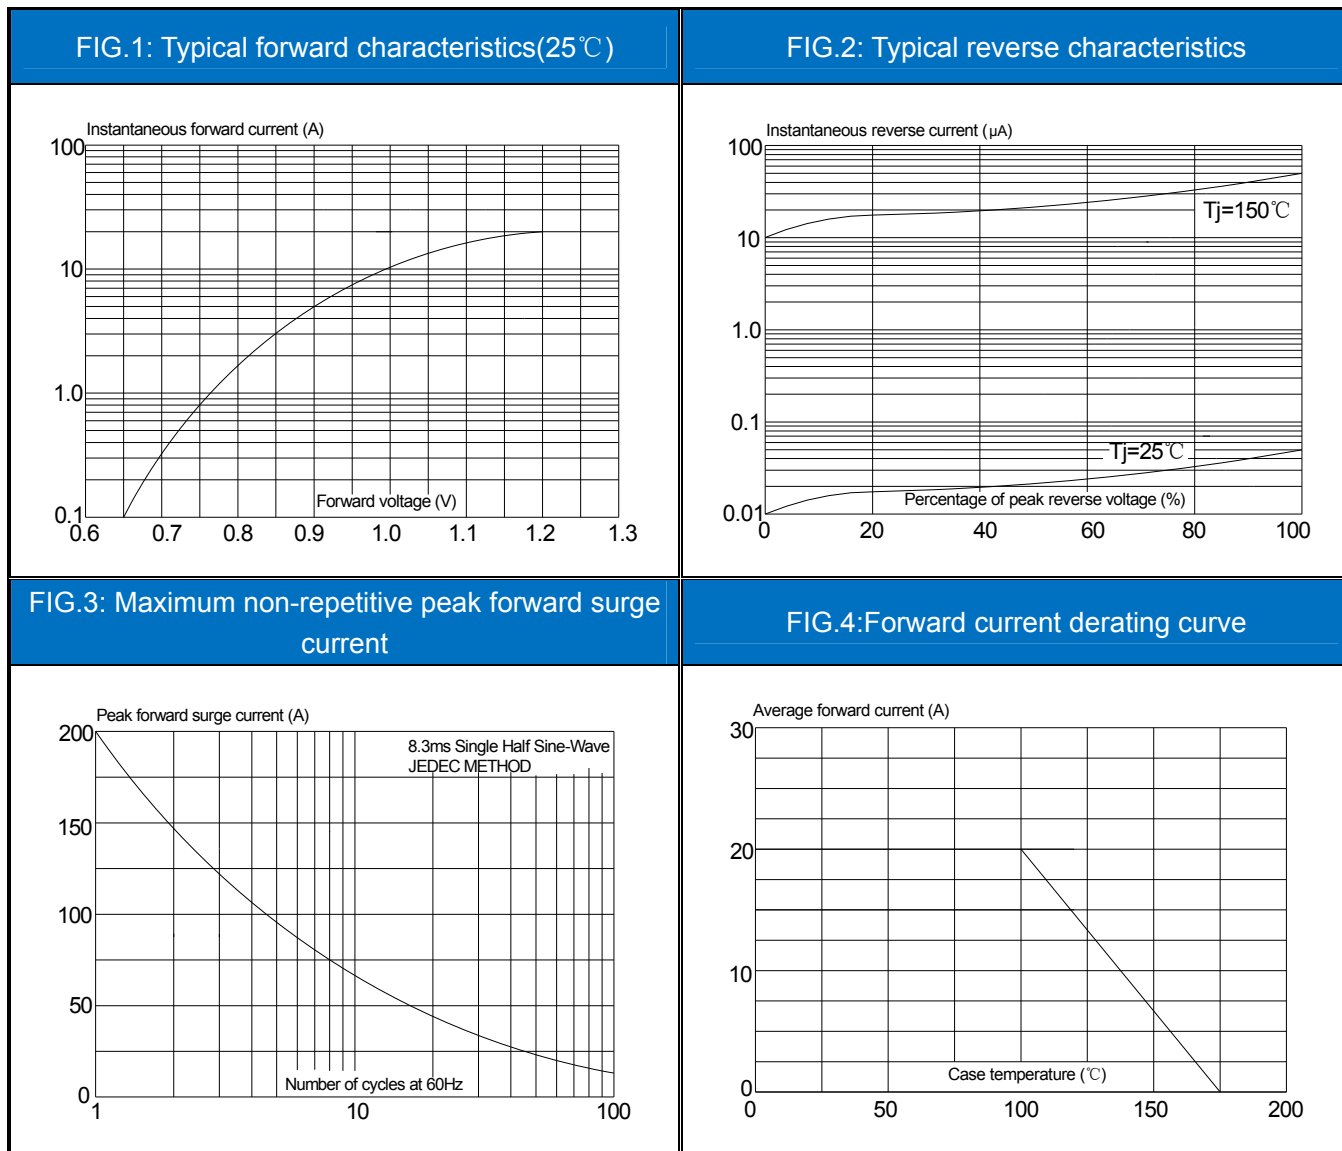 FIG.1: Typical forward characteristics(25℃)
FIG.2: Typical reverse characteristics
Instantaneous forward current (A)
100
10
1.0
0.1
Forward voltage (V)
0.6 0.7 0.8 0.9 1.0 1.1 1.2 1.3
Instantaneous reverse current (μA)
100
10
1.0
0.1
0.01
Tj=150℃
Tj=25℃
Percentage of peak reverse voltage (%)
0 20 40 60 80 100
FIG.3: Maximum non-repetitive peak forward surge
current
FIG.4:Forward current derating curve
Peak forward surge current (A)
200
150
100
50
0
8.3ms Single Half Sine-Wave
JEDEC METHOD
Number of cycles at 60Hz
1 10 100
Average forward current (A)
30
20
10
0
Case temperature (℃)
0 50 100 150 200